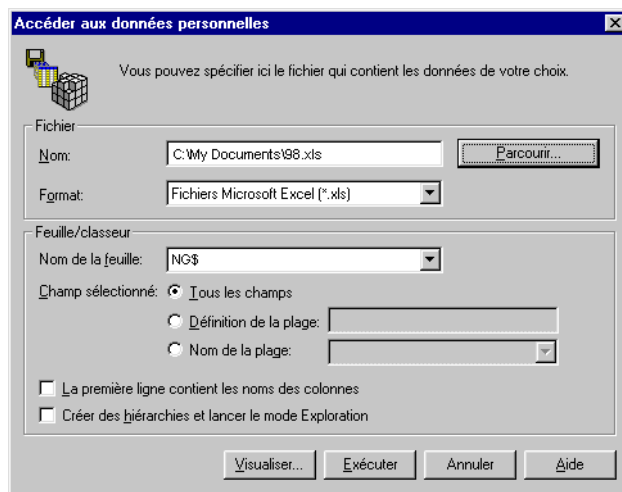 Accéder aux données personnelles
Vous pouvez spécifier ici le fichier qui contient les données de votre choix.
Fichier
Nom: C:\My Documents\98.xls Parcourir...
Format: Fichiers Microsoft Excel (*.xls)
Feuille/classeur
Nom de la feuille: NG$
Champ sélectionné: Tous les champs
Définition de la plage:
Nom de la plage:
La première ligne contient les noms des colonnes
Créer des hiérarchies et lancer le mode Exploration
Visualiser... Exécuter Annuler Aide